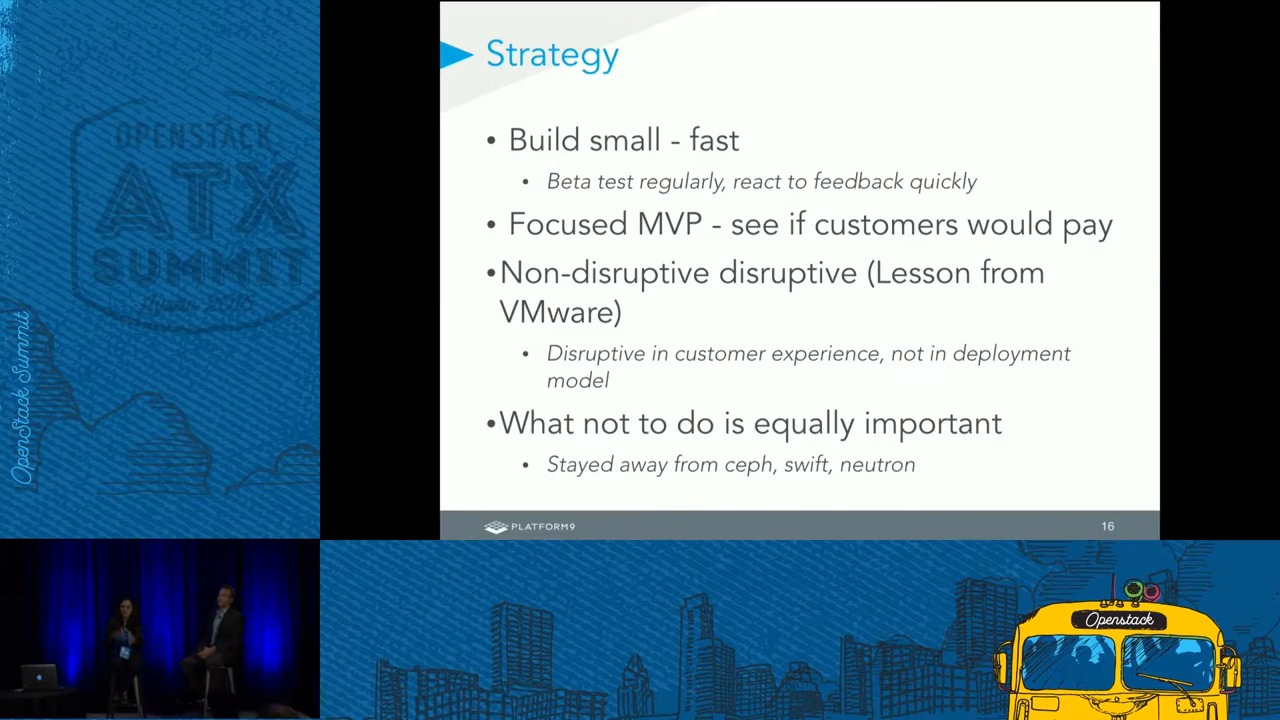 Strategy
• Build small - fast
• Beta test regularly, react to feedback quickly
• Focused MVP - see if customers would pay
•Non-disruptive disruptive (Lesson from
VMware)
• Disruptive in customer experience, not in deployment
model
•What not to do is equally important
• Stayed away from ceph, swift, neutron
PLATFORM9
16
OPENSTACK
ATX
SUMMIT
OpenStack Summit
Openstack